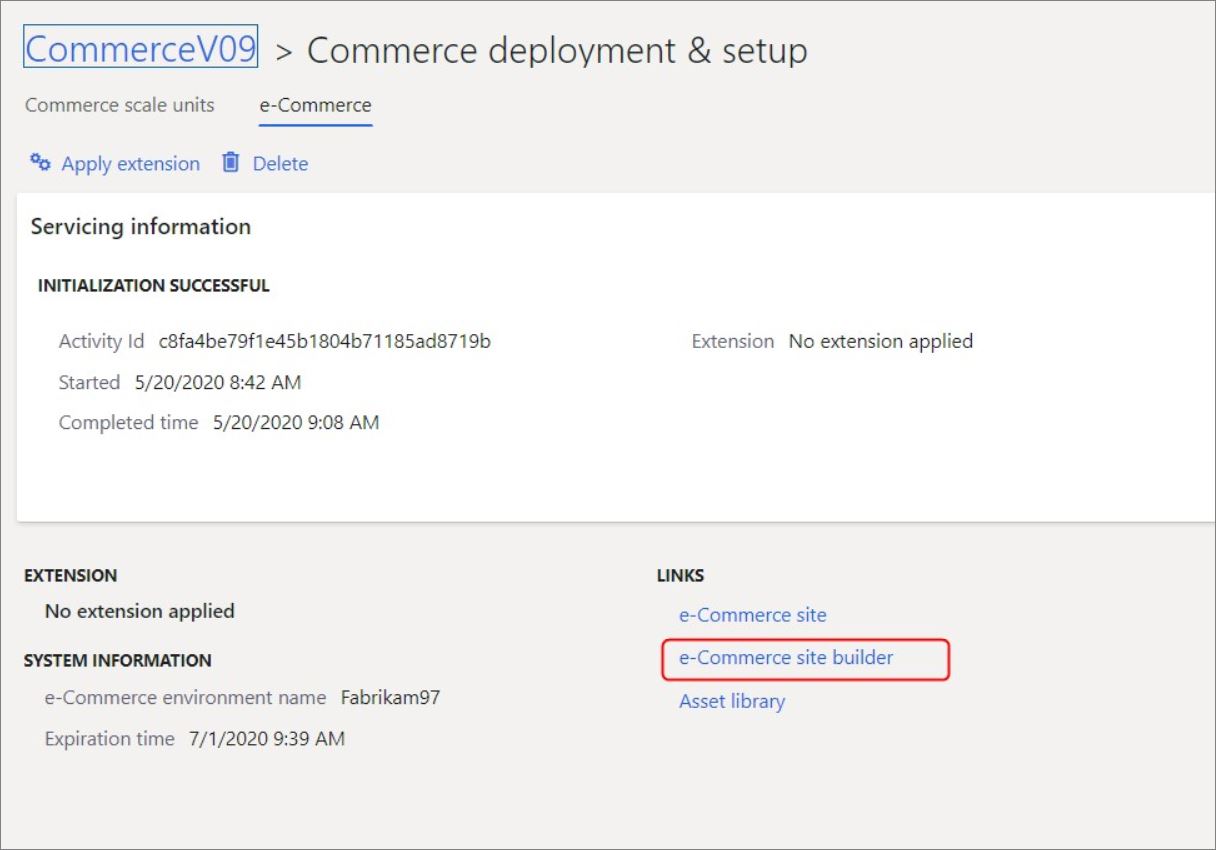 CommerceV09 > Commerce deployment & setup
Commerce scale units e-Commerce
Apply extension Delete
Servicing information
INITIALIZATION SUCCESSFUL
Activity Id c8fa4be79f1e45b1804b71185ad8719b Extension No extension applied
Started 5/20/2020 8:42 AM
Completed time 5/20/2020 9:08 AM
EXTENSION
No extension applied
SYSTEM INFORMATION
e-Commerce environment name Fabrikam97
Expiration time 7/1/2020 9:39 AM
LINKS
e-Commerce site
e-Commerce site builder
Asset library